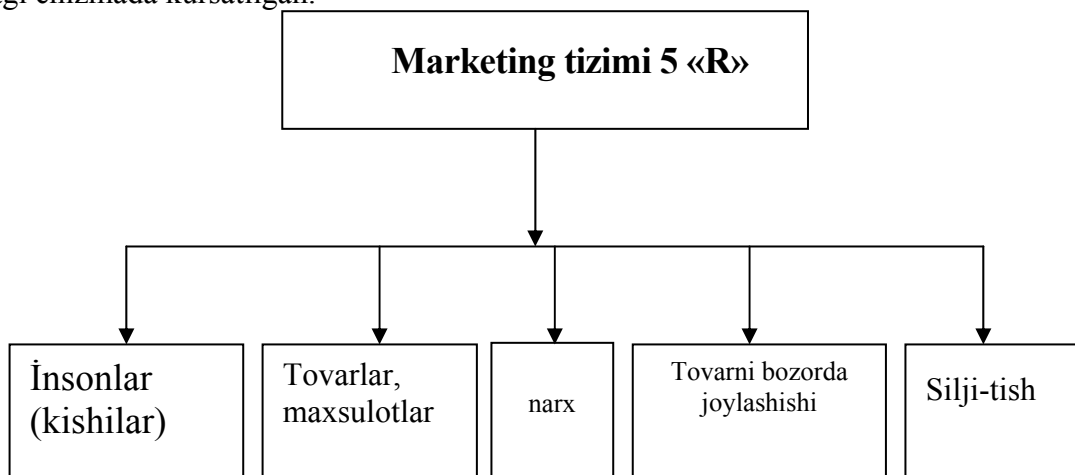 Marketing tizimi 5 «R»
İnsonlar
(kishilar)
Tovarlar,
maxsulotlar
narx
Tovarni bozorda
joylashishi
Silji-tish